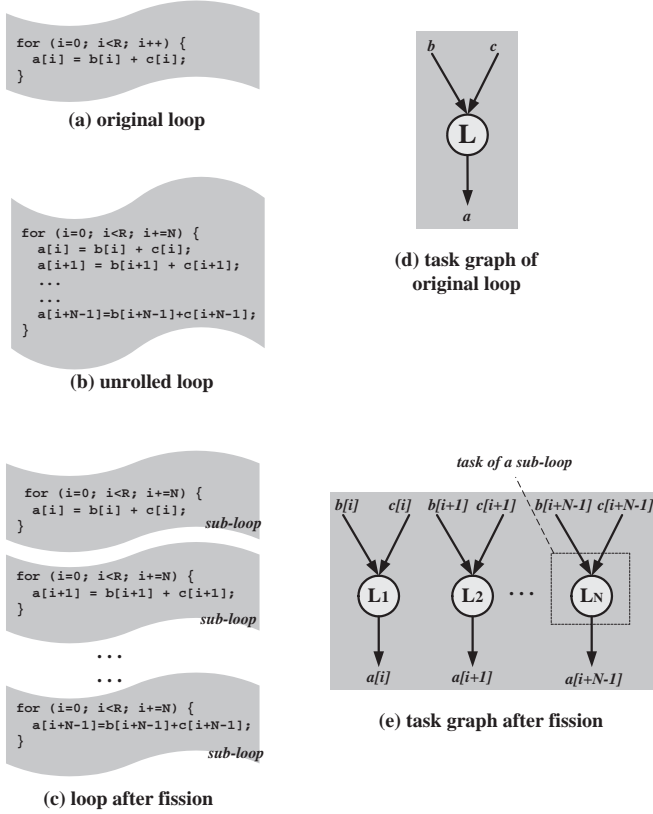 for (i=0; i<R; i++) {
a[i] = b[i] + c[i];
}
(a) original loop
for (i=0; i<R; i+=N) {
a[i] = b[i] + c[i];
a[i+1] = b[i+1] + c[i+1];
...
...
a[i+N-1]=b[i+N-1]+c[i+N-1];
}
(b) unrolled loop
for (i=0; i<R; i+=N) {
a[i] = b[i] + c[i];
}
sub-loop
for (i=0; i<R; i+=N) {
a[i+1] = b[i+1] + c[i+1];
}
sub-loop
...
...
for (i=0; i<R; i+=N) {
a[i+N-1]=b[i+N-1]+c[i+N-1];
}
sub-loop
(c) loop after fission
b c
L
a
(d) task graph of
original loop
task of a sub-loop
b[i] c[i] b[i+1] c[i+1] b[i+N-1] c[i+N-1]
L1 L2 ... LN
a[i] a[i+1] a[i+N-1]
(e) task graph after fission